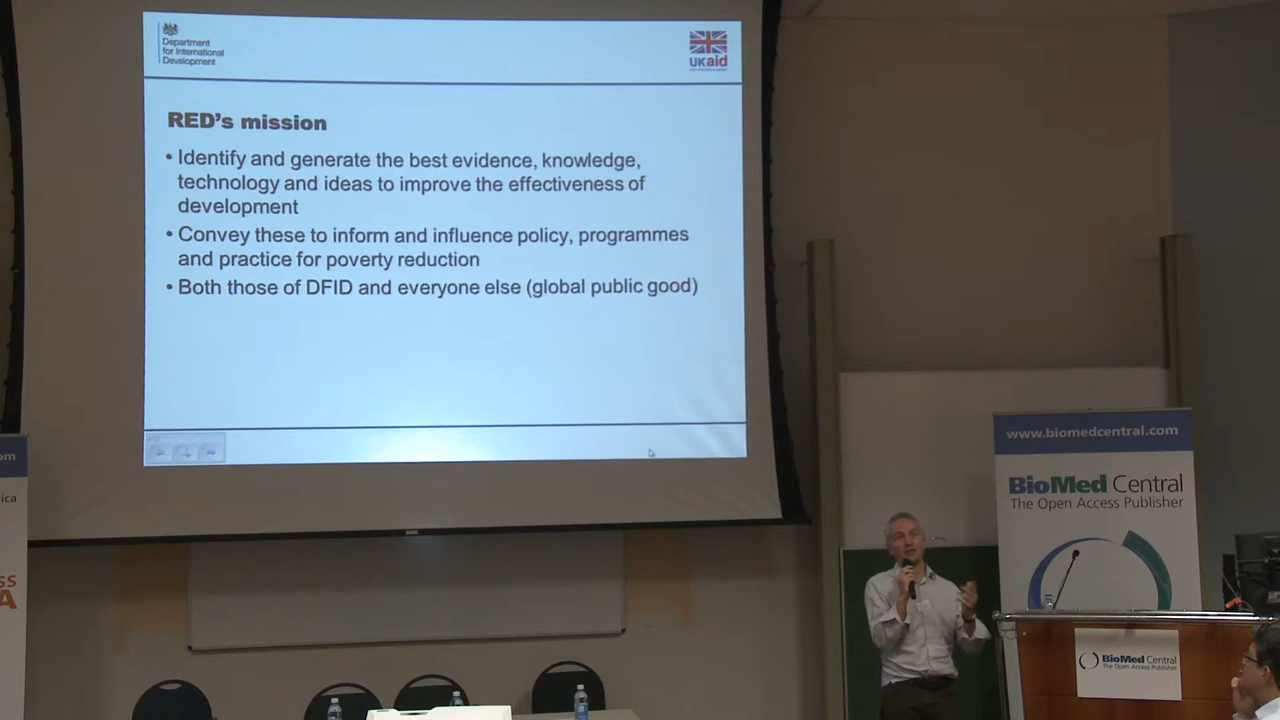 Department
for International
Development
UKaid
RED's mission
• Identify and generate the best evidence, knowledge,
technology and ideas to improve the effectiveness of
development
• Convey these to inform and influence policy, programmes
and practice for poverty reduction
• Both those of DFID and everyone else (global public good)
www.biomedcentral.com
BioMed Central
The Open Access Publisher
BioMed Central
The Open Access Publisher
om
ica
SS
A